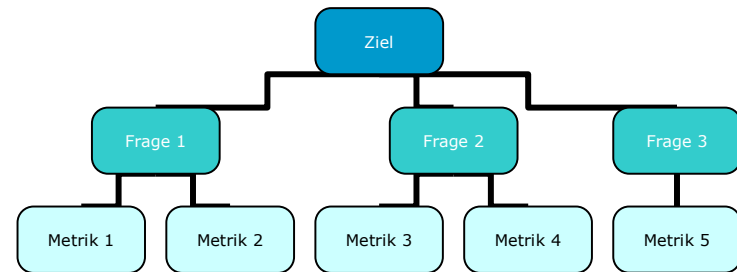 Ziel
Frage 1
Frage 2
Frage 3
Metrik 1
Metrik 2
Metrik 3
Metrik 4
Metrik 5